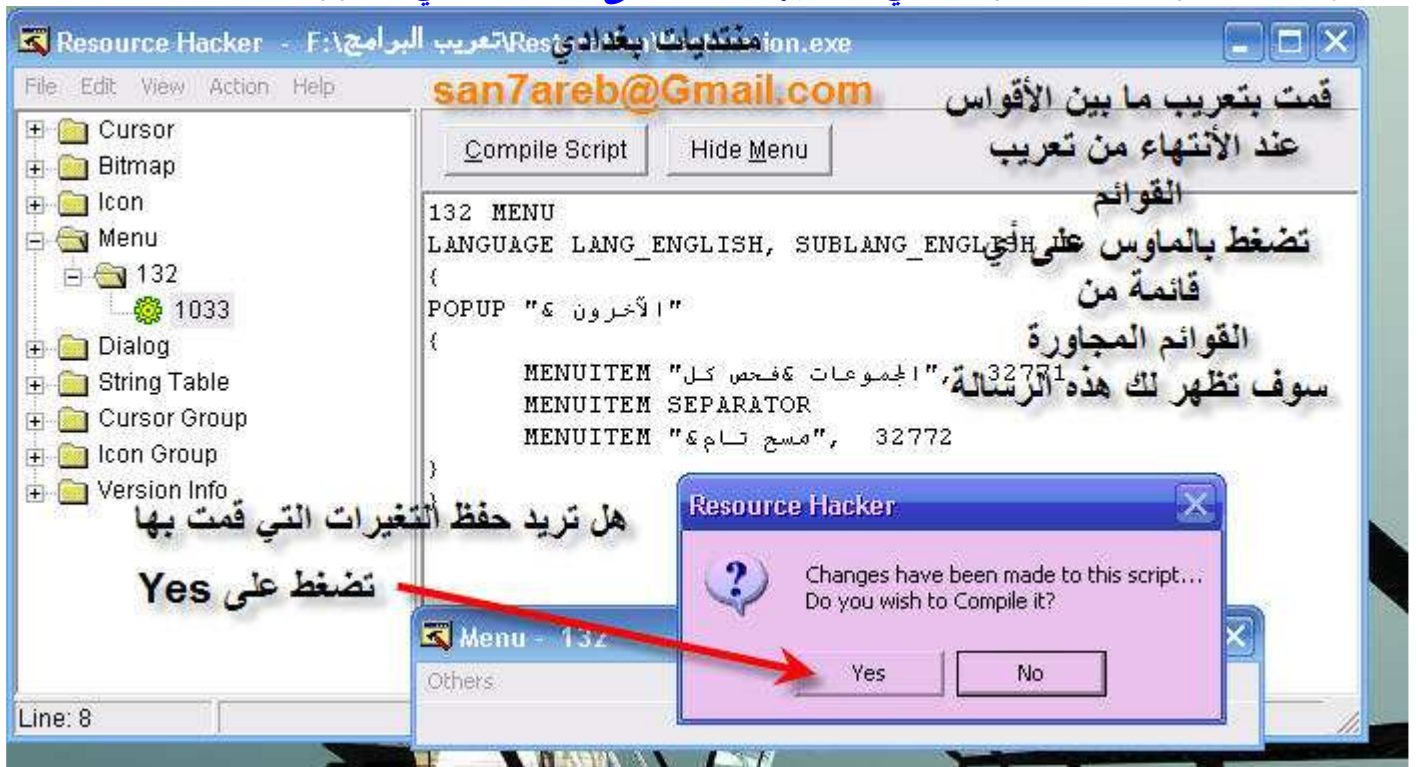 Resource Hacker - F:\تعريب البرامج\Res
ion.exe
منتديات بغدادي
File Edit View Action Help
san7areb@Gmail.com
قمت بتعريب ما بين الأقواس
عند الأنتهاء من تعريب
القوائم
تضغط بالماوس على أي
قائمة من
القوائم المجاورة
سوف تظهر لك هذه الرسالة
Cursor
Bitmap
Icon
Menu
132
1033
Dialog
String Table
Cursor Group
Icon Group
Version Info
Compile Script Hide Menu
132 MENU
LANGUAGE LANG_ENGLISH, SUBLANG_ENGLISH
{
POPUP "& الآخرون"
{
MENUITEM "فحص كل& المجموعات", 32771
MENUITEM SEPARATOR
MENUITEM "&مسح تام", 32772
}
}
هل تريد حفظ التغيرات التي قمت بها
تضغط على Yes
Resource Hacker
Changes have been made to this script...
Do you wish to Compile it?
Yes No
Menu - 132
Others
Line: 8